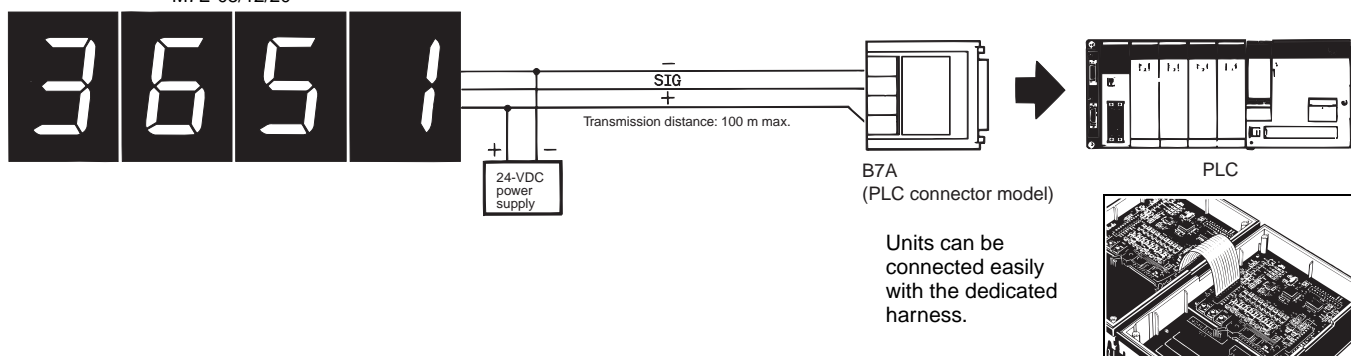 3651
−
SIG
+
Transmission distance: 100 m max.
+ −
24-VDC
power
supply
B7A
(PLC connector model)
PLC
Units can be
connected easily
with the dedicated
harness.